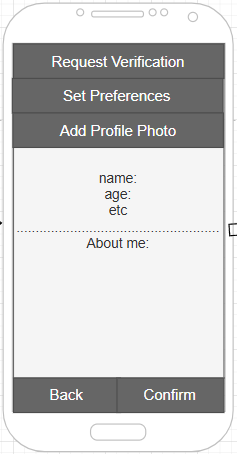 Request Verification
Set Preferences
Add Profile Photo
name:
age:
etc
About me:
Back Confirm